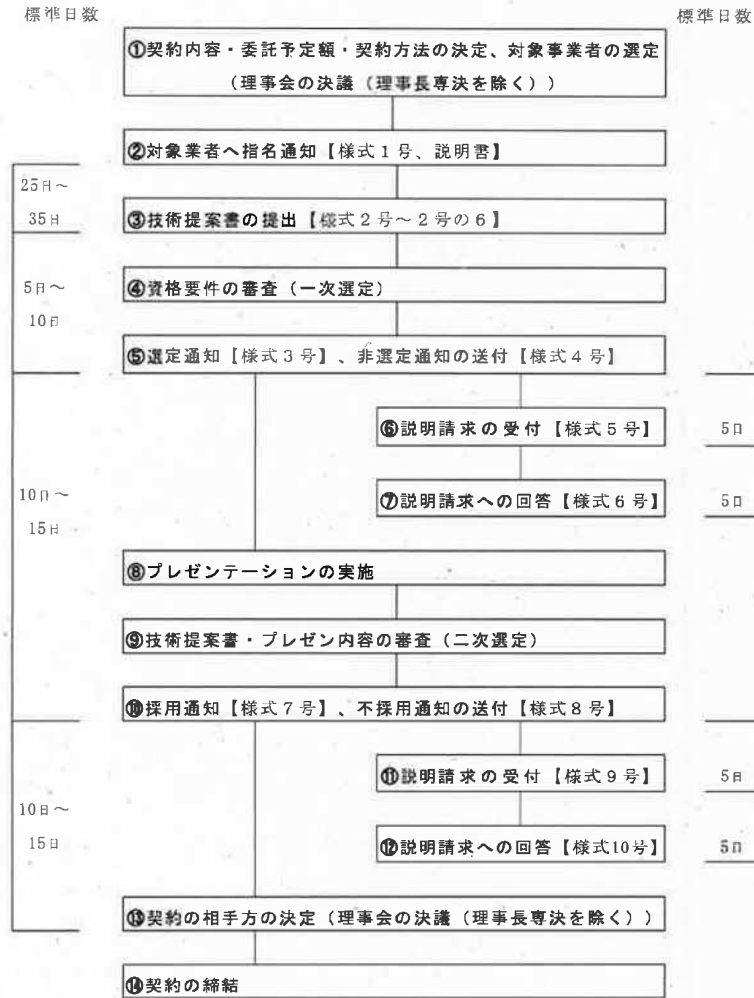 標準日数
標準日数
①契約内容・委託予定額・契約方法の決定、対象事業者の選定
(理事会の決議（理事長専決を除く））
②対象業者へ指名通知【様式１号、説明書】
25日～
35日
③技術提案書の提出【様式２号～２号の６】
5日～
10日
④資格要件の審査（一次選定）
⑤選定通知【様式３号】、非選定通知の送付【様式４号】
⑥説明請求の受付【様式５号】
5日
10日～
15日
⑦説明請求への回答【様式６号】
5日
⑧プレゼンテーションの実施
⑨技術提案書・プレゼン内容の審査（二次選定）
⑩採用通知【様式７号】、不採用通知の送付【様式８号】
⑪説明請求の受付【様式９号】
5日
10日～
15日
⑫説明請求への回答【様式10号】
5日
⑬契約の相手方の決定（理事会の決議（理事長専決を除く））
⑭契約の締結